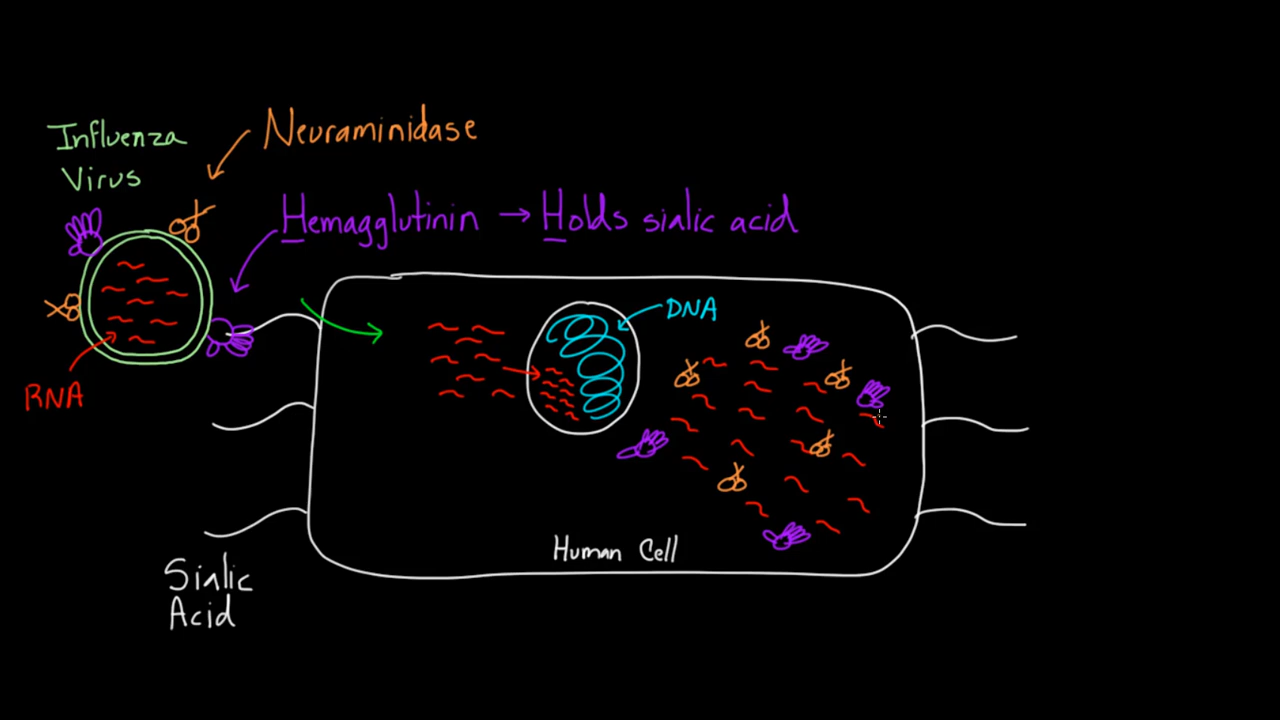 Influenza
Virus
Neuraminidase
Hemagglutinin → Holds sialic acid
RNA
DNA
Human Cell
Sialic
Acid